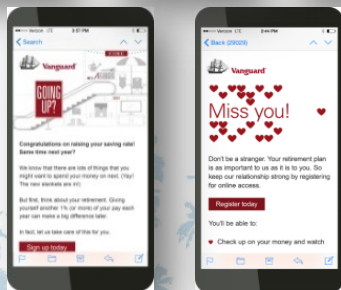 Verizon LTE 3:37 PM
Search
Vanguard
GOING
UP?
Congratulations on raising your saving rate!
Same time next year?
We know that there are lots of things that you
might want to spend your money on next. (Yay!
The new blankets are in!)
But first, think about your retirement. Giving
yourself another 1% (or more) of your pay each
year can make a big difference later.
In fact, let us take care of this for you.
Sign up today
Verizon LTE 3:44 PM
Back (29029)
Vanguard
Miss you!
Don't be a stranger. Your retirement plan
is as important to us as it is to you. So
keep our relationship strong by registering
for online access.
Register today
You'll be able to:
Check up on your money and watch